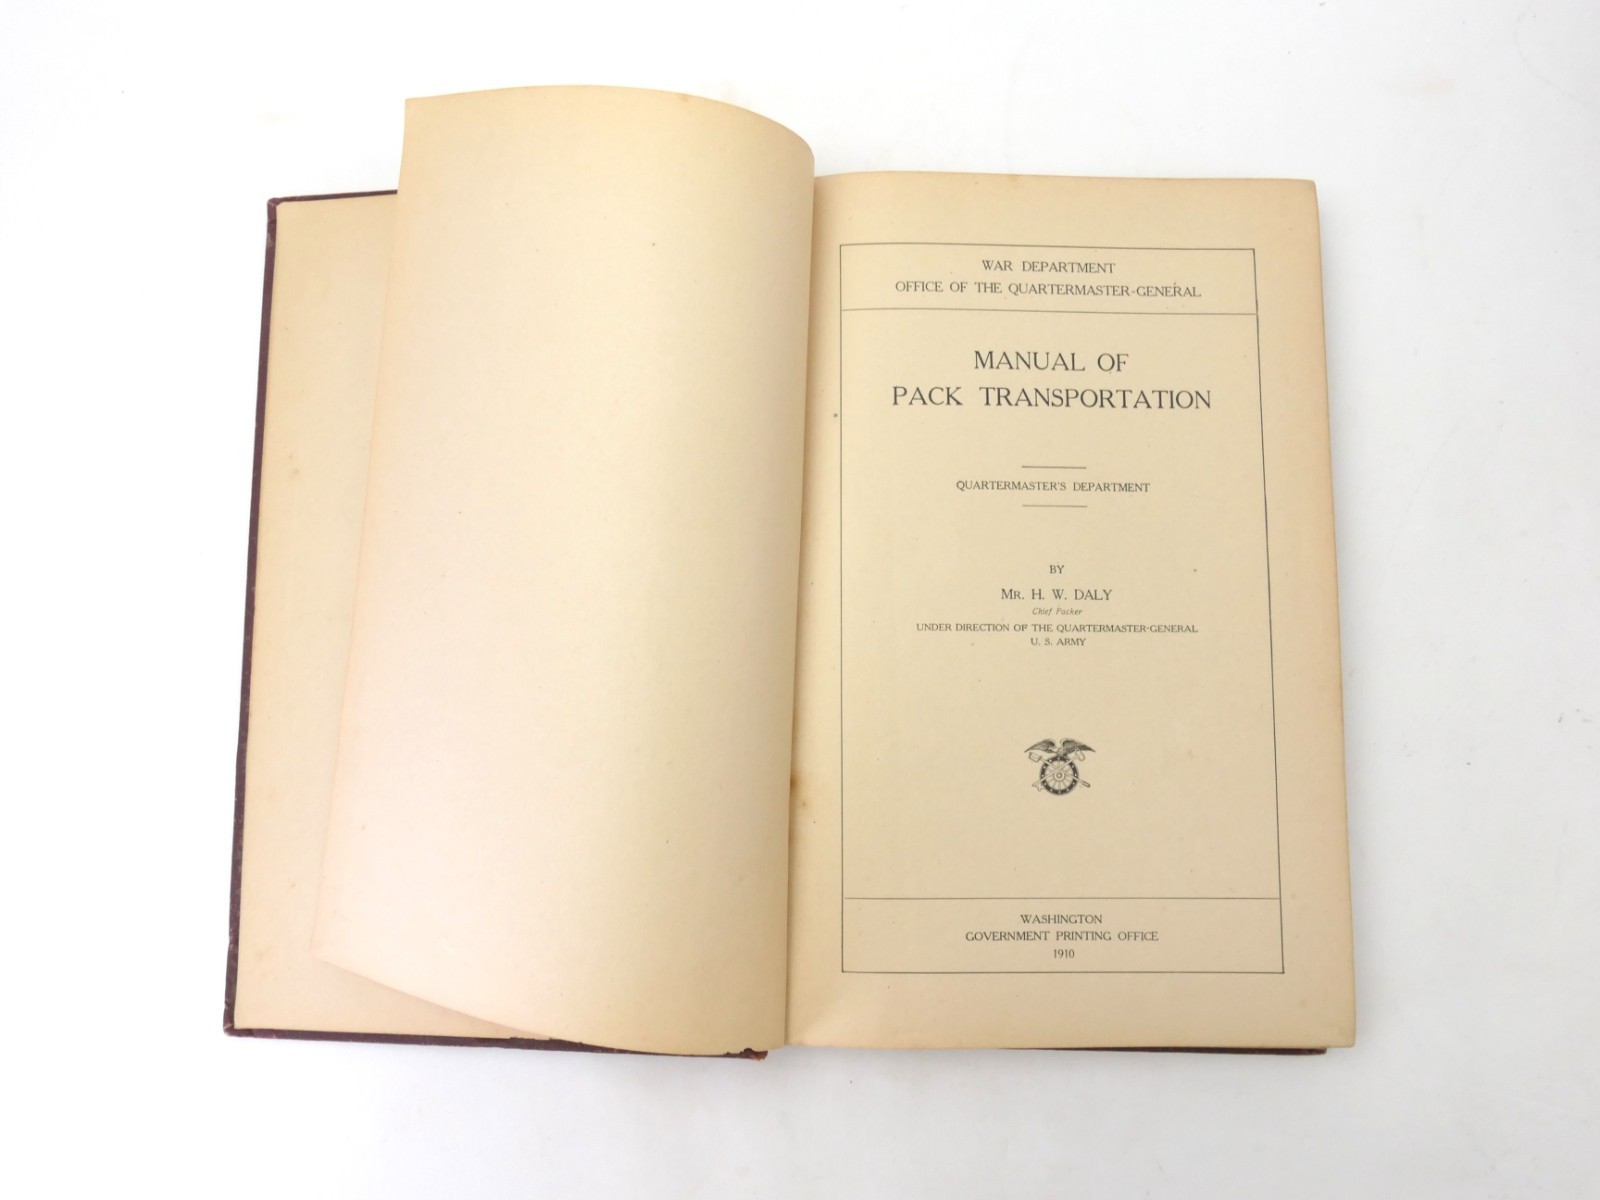 WAR DEPARTMENT
OFFICE OF THE QUARTERMASTER-GENERAL
MANUAL OF
PACK TRANSPORTATION
QUARTERMASTER'S DEPARTMENT
BY
MR. H. W. DALY
Chief Packer
UNDER DIRECTION OF THE QUARTERMASTER-GENERAL
U. S. ARMY
WASHINGTON
GOVERNMENT PRINTING OFFICE
1910